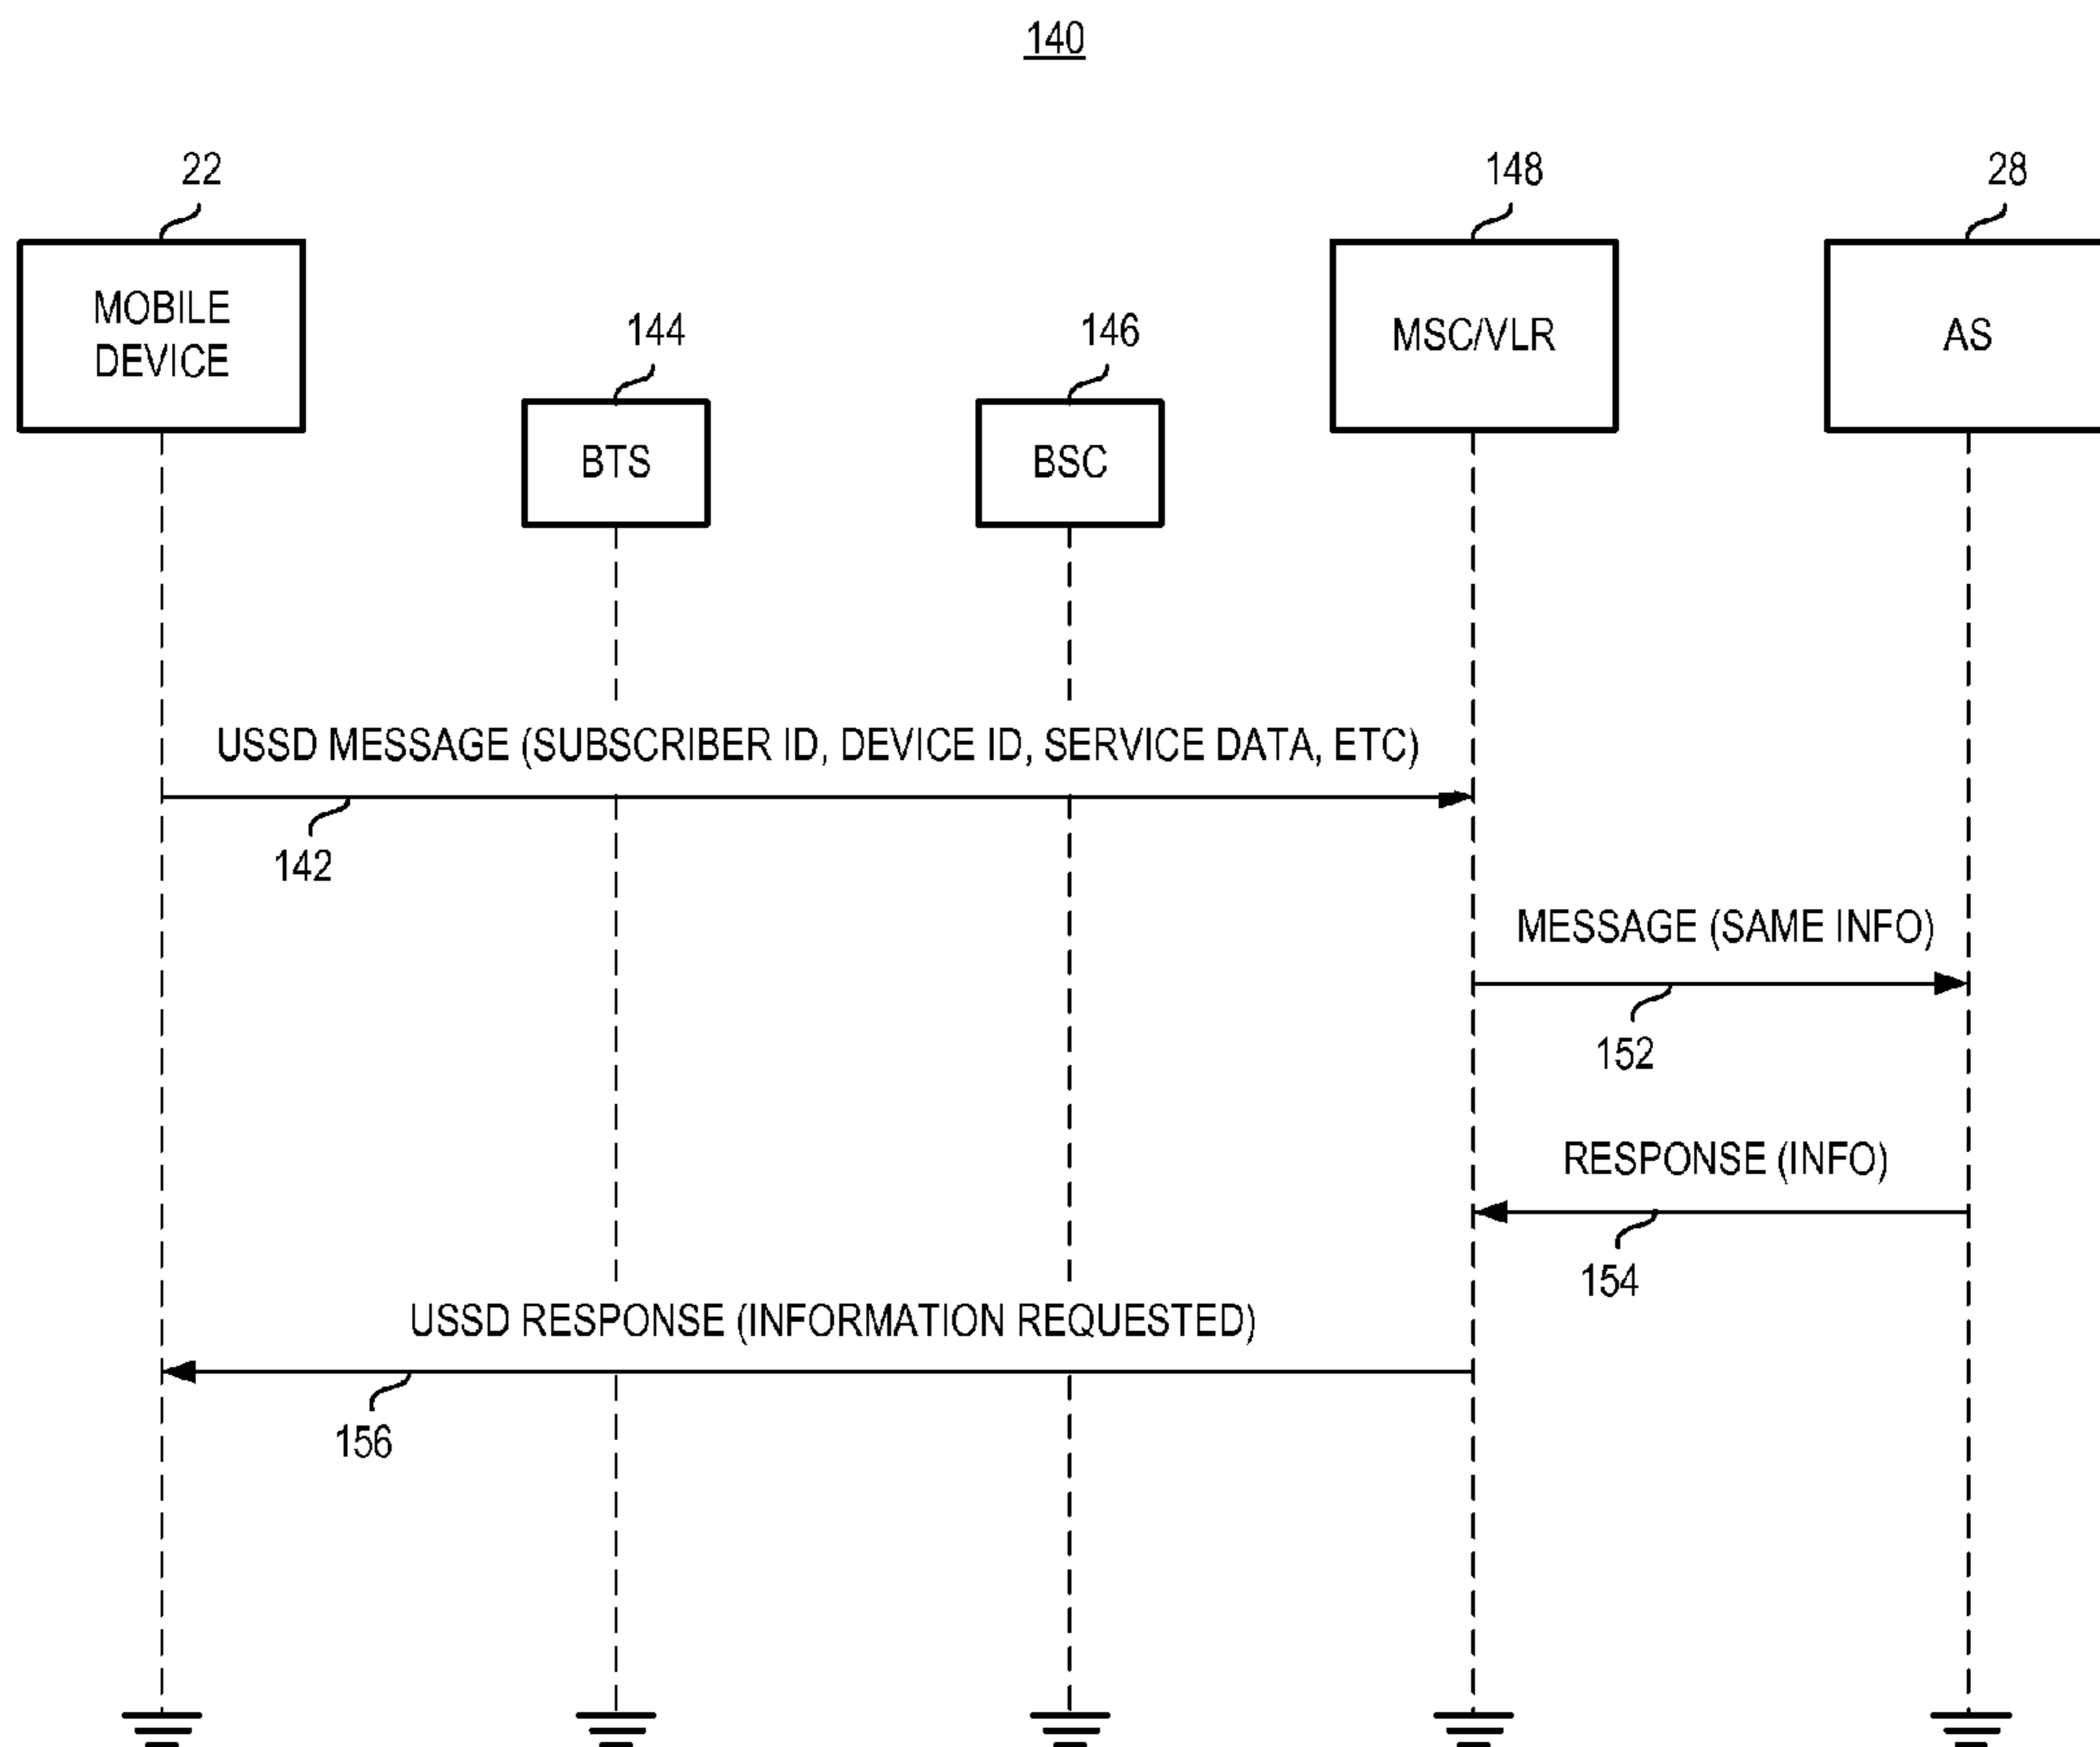 140
22
148
28
MOBILE
DEVICE
144
146
MSC/VLR
AS
BTS
BSC
USSD MESSAGE (SUBSCRIBER ID, DEVICE ID, SERVICE DATA, ETC)
142
MESSAGE (SAME INFO)
152
RESPONSE (INFO)
154
USSD RESPONSE (INFORMATION REQUESTED)
156